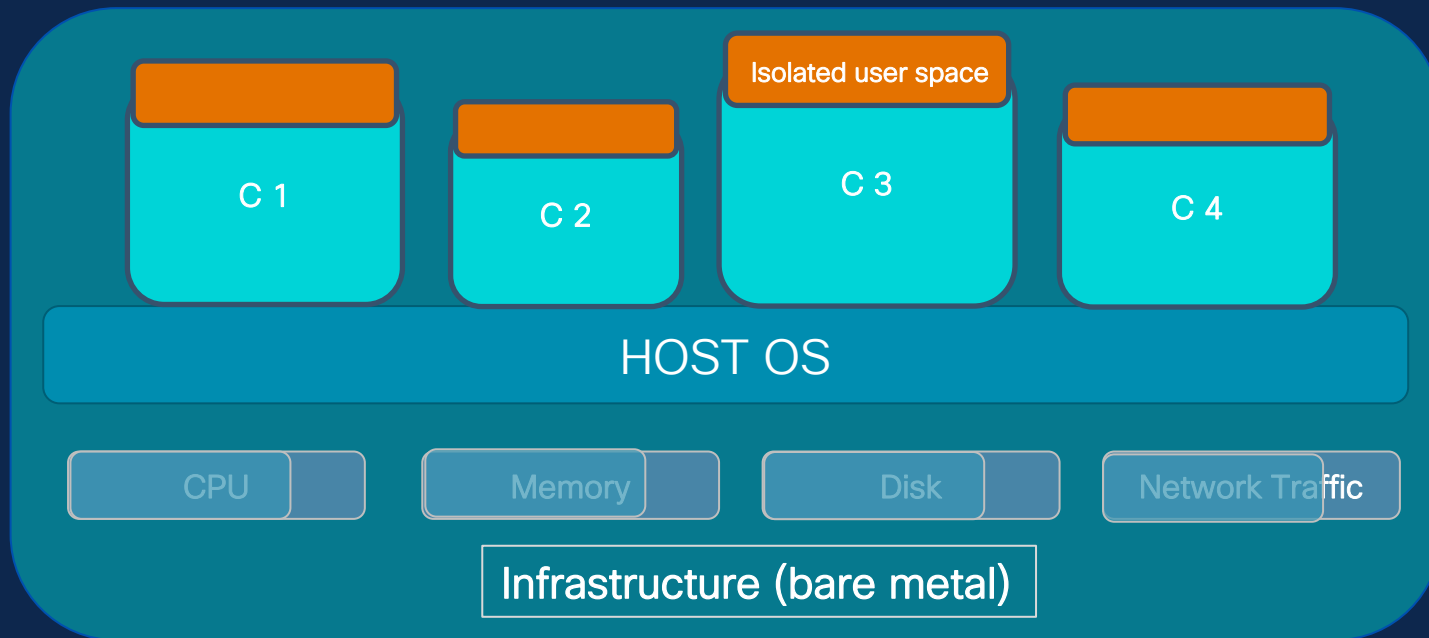 Isolated user space
C 1
C 2
C 3
C 4
HOST OS
CPU
Memory
Disk
Network Traffic
Infrastructure (bare metal)